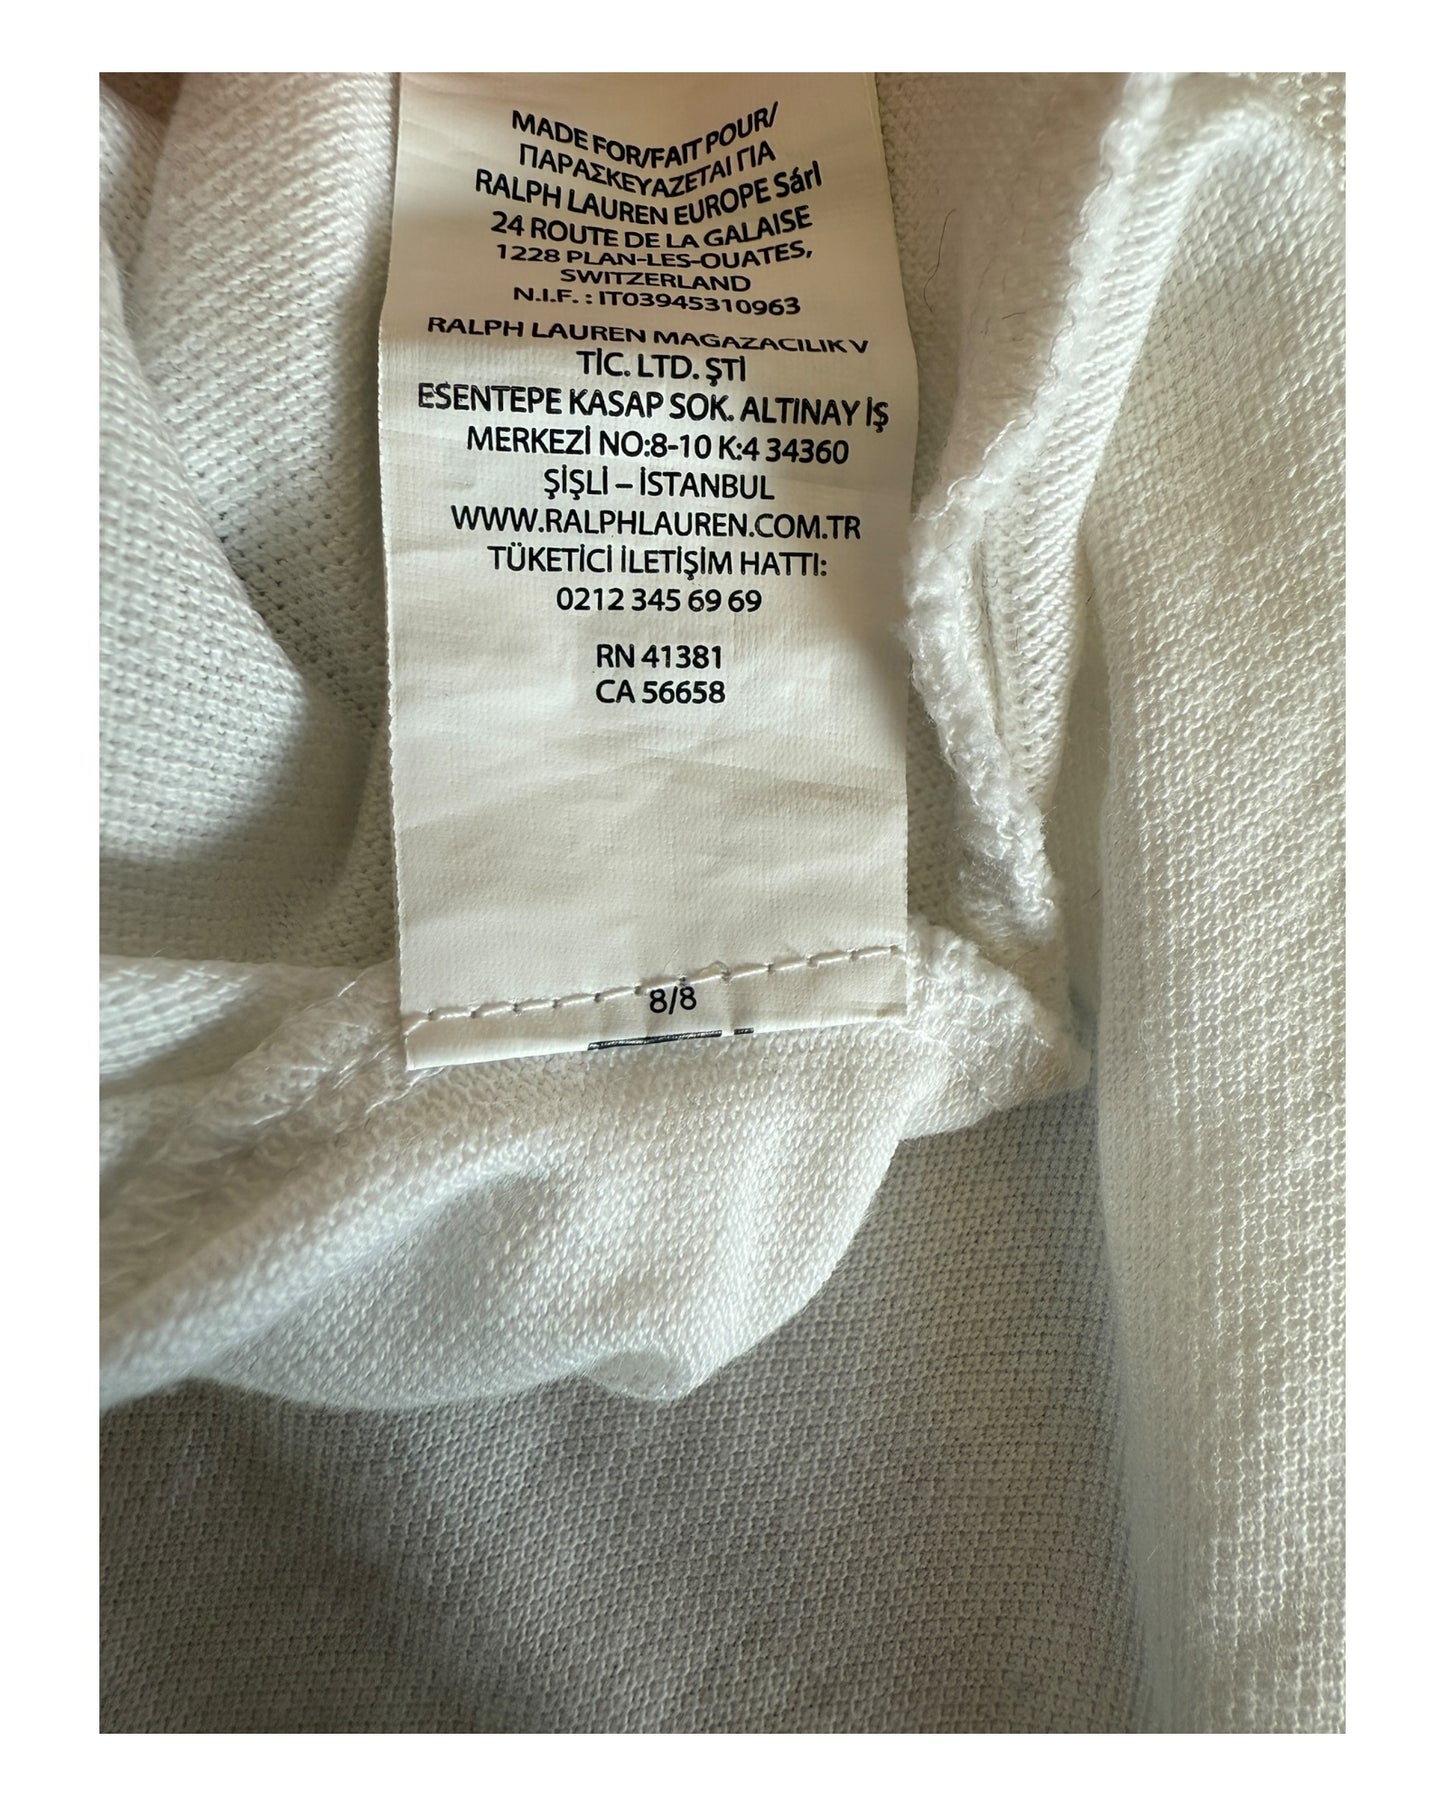 MADE FOR/FAIT POUR/
ΠΑΡΑΣΚΕΥΑΖΕΤΑΙ ΓΙΑ
RALPH LAUREN EUROPE Sárl
24 ROUTE DE LA GALAISE
1228 PLAN-LES-OUATES,
SWITZERLAND
N.I.F. : IT03945310963
RALPH LAUREN MAGAZACILIK V
TİC. LTD. ŞTİ
ESENTEPE KASAP SOK. ALTINAY İŞ
MERKEZİ NO:8-10 K:4 34360
ŞİŞLİ – İSTANBUL
WWW.RALPHLAUREN.COM.TR
TÜKETİCİ İLETİŞİM HATTI:
0212 345 69 69
RN 41381
CA 56658
8/8